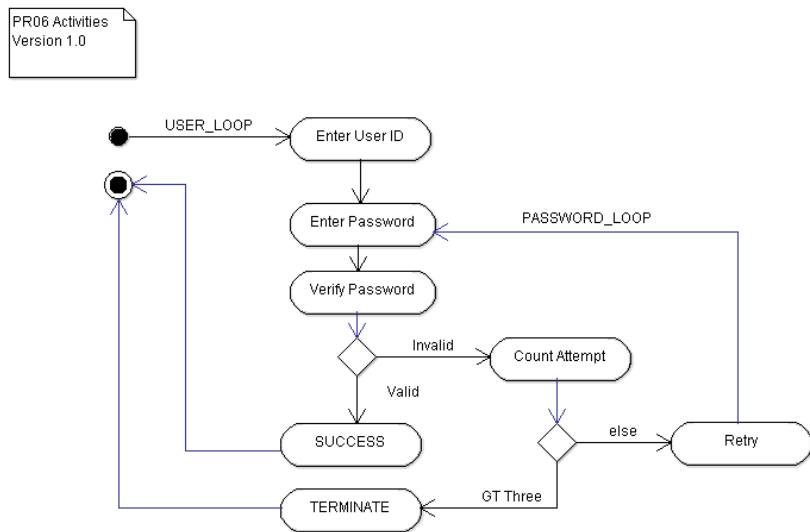 PR06 Activities
Version 1.0
USER_LOOP
Enter User ID
Enter Password
PASSWORD_LOOP
Verify Password
Invalid
Count Attempt
Valid
SUCCESS
else
Retry
GT Three
TERMINATE